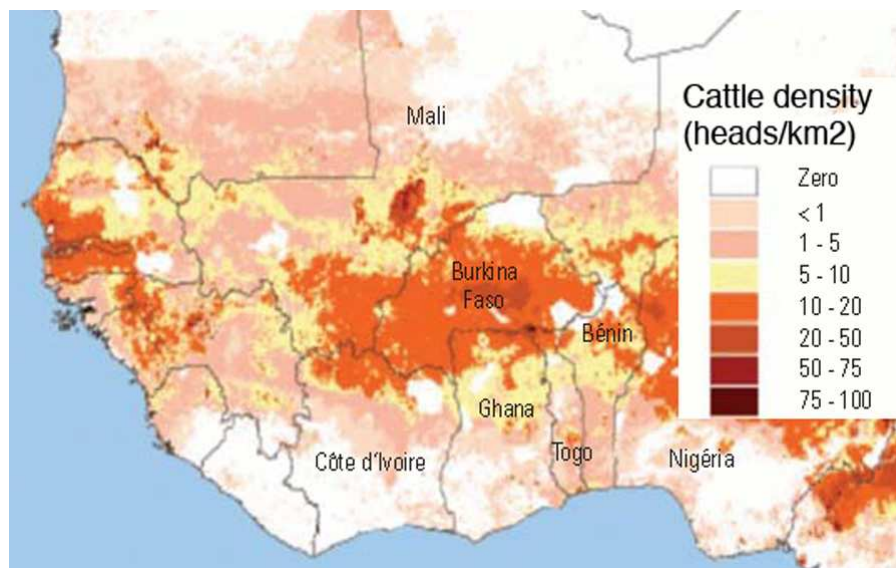 Mali
Cattle density
(heads/km2)
Zero
< 1
1 - 5
5 - 10
10 - 20
20 - 50
50 - 75
75 - 100
Burkina
Faso
Bénin
Ghana
Côte d'Ivoire
Togo
Nigéria